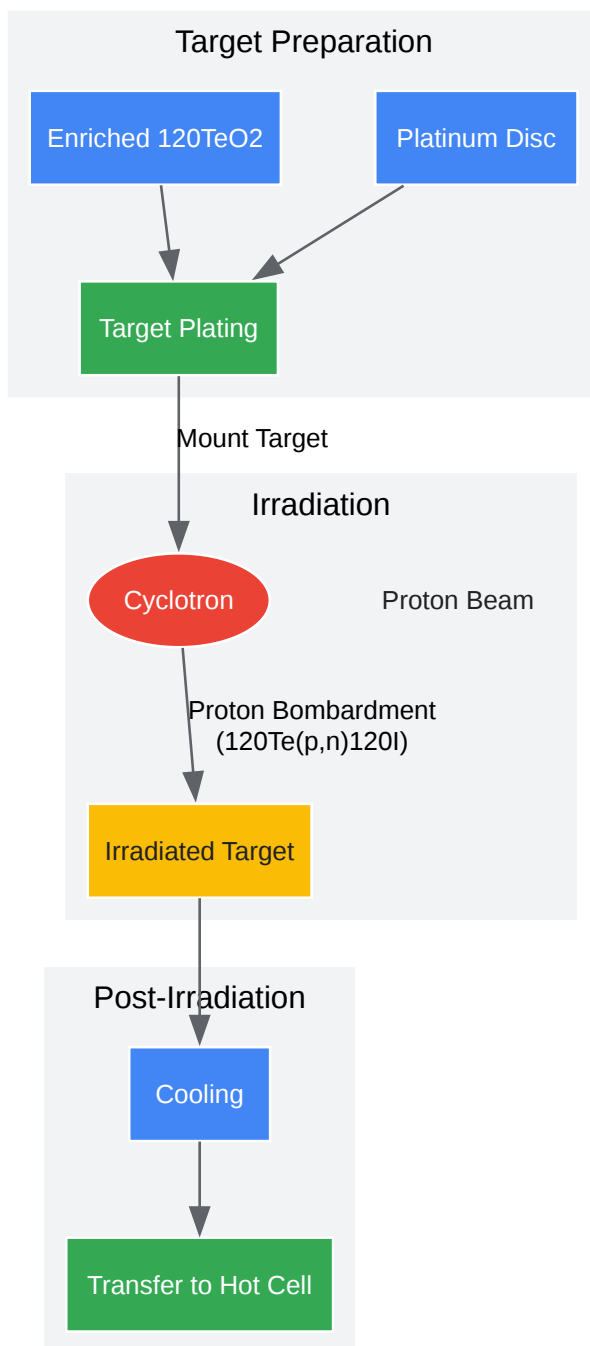 Target Preparation
Enriched 120TeO2
Platinum Disc
Target Plating
Mount Target
Irradiation
Cyclotron
Proton Beam
Proton Bombardment
(120Te(p,n)120I)
Irradiated Target
Post-Irradiation
Cooling
Transfer to Hot Cell